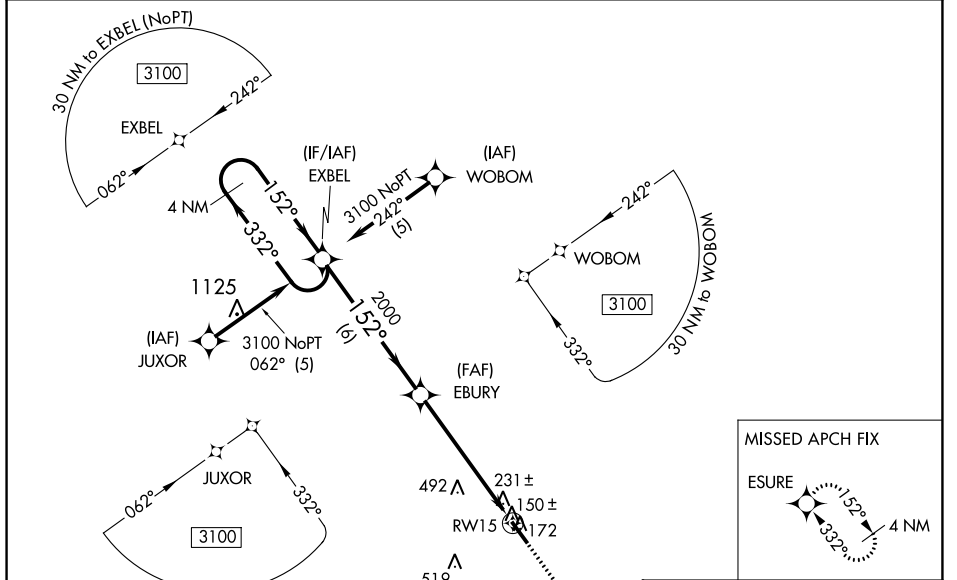 30 NM to EXBEL (NoPT)
3100
242°
EXBEL
062°
(IF/IAF)
EXBEL
(IAF)
WOBOM
3100 NoPT
242°
(5)
4 NM
152°
332°
1125
(IAF)
JUXOR
3100 NoPT
062° (5)
2000
152°
(6)
242°
WOBOM
3100
332°
30 NM to WOBOM
(FAF)
EBURY
JUXOR
062°
332°
3100
492
231 ±
150 ±
RW15
172
519
MISSED APCH FIX
ESURE
152°
332°
4 NM